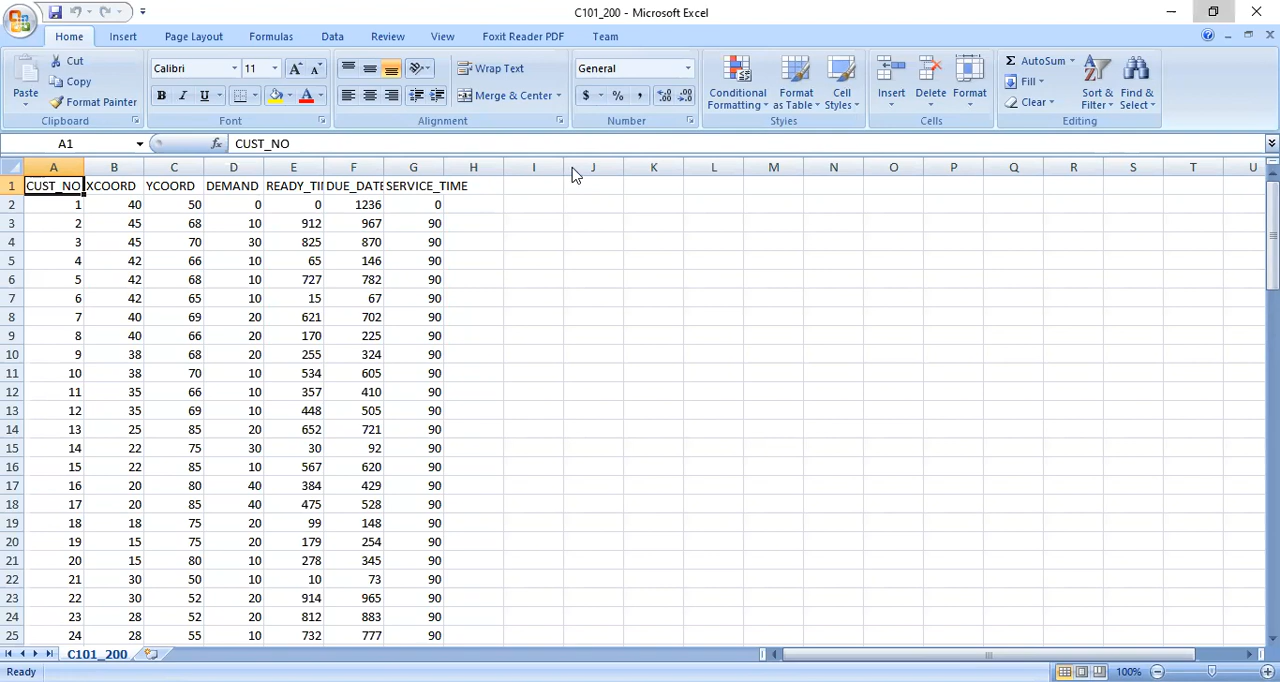 C101_200 - Microsoft Excel
Home Insert Page Layout Formulas Data Review View Foxit Reader PDF Team
Paste
Cut
Copy
Format Painter
Clipboard
Calibri 11
B I U
Font
Wrap Text
Merge & Center
Alignment
General
$ % ,
Number
Conditional Formatting
Format as Table
Cell Styles
Styles
Insert Delete Format
Cells
Σ AutoSum
Fill
Clear
Sort & Filter
Find & Select
Editing
A1 fx CUST_NO
A B C D E F G H I J K L M N O P Q R S T U
1 CUST_NO XCOORD YCOORD DEMAND READY_TI DUE_DATE SERVICE_TIME
2 1 40 50 0 0 1236 0
3 2 45 68 10 912 967 90
4 3 45 70 30 825 870 90
5 4 42 66 10 65 146 90
6 5 42 68 10 727 782 90
7 6 42 65 10 15 67 90
8 7 40 69 20 621 702 90
9 8 40 66 20 170 225 90
10 9 38 68 20 255 324 90
11 10 38 70 10 534 605 90
12 11 35 66 10 357 410 90
13 12 35 69 10 448 505 90
14 13 25 85 20 652 721 90
15 14 22 75 30 30 92 90
16 15 22 85 10 567 620 90
17 16 20 80 40 384 429 90
18 17 20 85 40 475 528 90
19 18 18 75 20 99 148 90
20 19 15 75 20 179 254 90
21 20 15 80 10 278 345 90
22 21 30 50 10 10 73 90
23 22 30 52 20 914 965 90
24 23 28 52 20 812 883 90
25 24 28 55 10 732 777 90
C101_200
Ready 100%